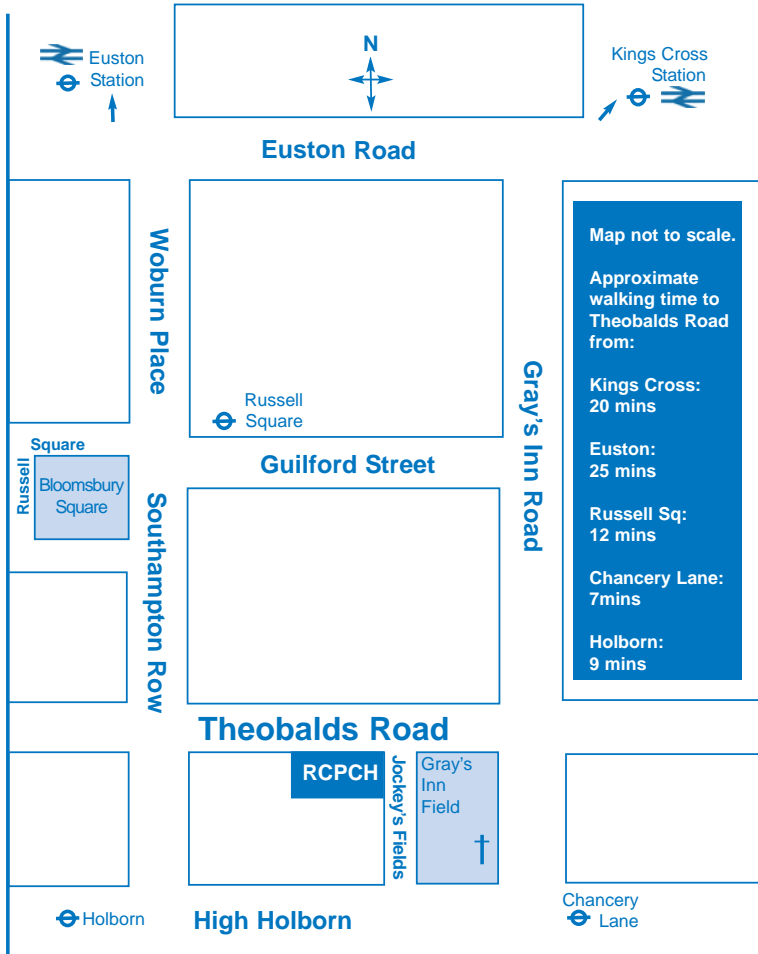 Euston
Station
N
Kings Cross
Station
Euston Road
Woburn Place
Russell
Square
Gray's Inn Road
Map not to scale.
Approximate
walking time to
Theobalds Road
from:
Kings Cross:
20 mins
Euston:
25 mins
Russell Sq:
12 mins
Chancery Lane:
7mins
Holborn:
9 mins
Square
Russell
Bloomsbury
Square
Guilford Street
Southampton Row
Theobalds Road
RCPCH
Jockey's Fields
Gray's
Inn
Field
Holborn
High Holborn
Chancery
Lane